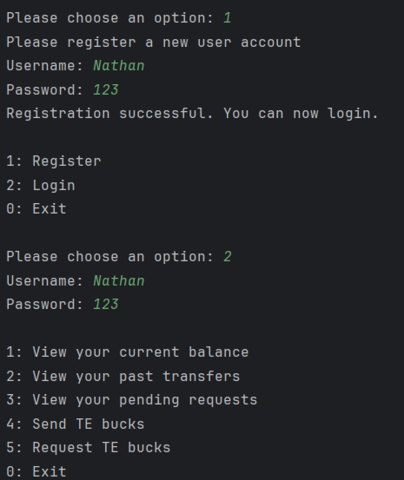 Please choose an option: 1
Please register a new user account
Username: Nathan
Password: 123
Registration successful. You can now login.
1: Register
2: Login
0: Exit
Please choose an option: 2
Username: Nathan
Password: 123
1: View your current balance
2: View your past transfers
3: View your pending requests
4: Send TE bucks
5: Request TE bucks
0: Exit